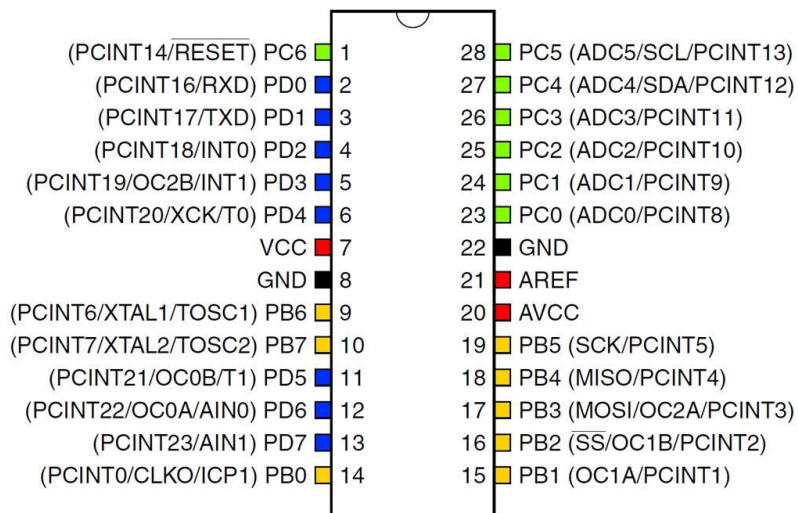 (PCINT14/RESET) PC6 1 28 PC5 (ADC5/SCL/PCINT13)
(PCINT16/RXD) PD0 2 27 PC4 (ADC4/SDA/PCINT12)
(PCINT17/TXD) PD1 3 26 PC3 (ADC3/PCINT11)
(PCINT18/INT0) PD2 4 25 PC2 (ADC2/PCINT10)
(PCINT19/OC2B/INT1) PD3 5 24 PC1 (ADC1/PCINT9)
(PCINT20/XCK/T0) PD4 6 23 PC0 (ADC0/PCINT8)
VCC 7 22 GND
GND 8 21 AREF
(PCINT6/XTAL1/TOSC1) PB6 9 20 AVCC
(PCINT7/XTAL2/TOSC2) PB7 10 19 PB5 (SCK/PCINT5)
(PCINT21/OC0B/T1) PD5 11 18 PB4 (MISO/PCINT4)
(PCINT22/OC0A/AIN0) PD6 12 17 PB3 (MOSI/OC2A/PCINT3)
(PCINT23/AIN1) PD7 13 16 PB2 (SS/OC1B/PCINT2)
(PCINT0/CLKO/ICP1) PB0 14 15 PB1 (OC1A/PCINT1)